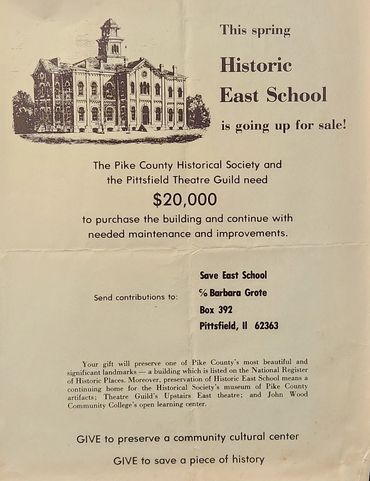 This spring
Historic
East School
is going up for sale!
The Pike County Historical Society and
the Pittsfield Theatre Guild need
$20,000
to purchase the building and continue with
needed maintenance and improvements.
Send contributions to:
Save East School
℅ Barbara Grote
Box 392
Pittsfield, Il 62363
Your gift will preserve one of Pike County's most beautiful and
significant landmarks — a building which is listed on the National Register
of Historic Places. Moreover, preservation of Historic East School means a
continuing home for the Historical Society's museum of Pike County
artifacts; Theatre Guild's Upstairs East theatre; and John Wood
Community College's open learning center.
GIVE to preserve a community cultural center
GIVE to save a piece of history